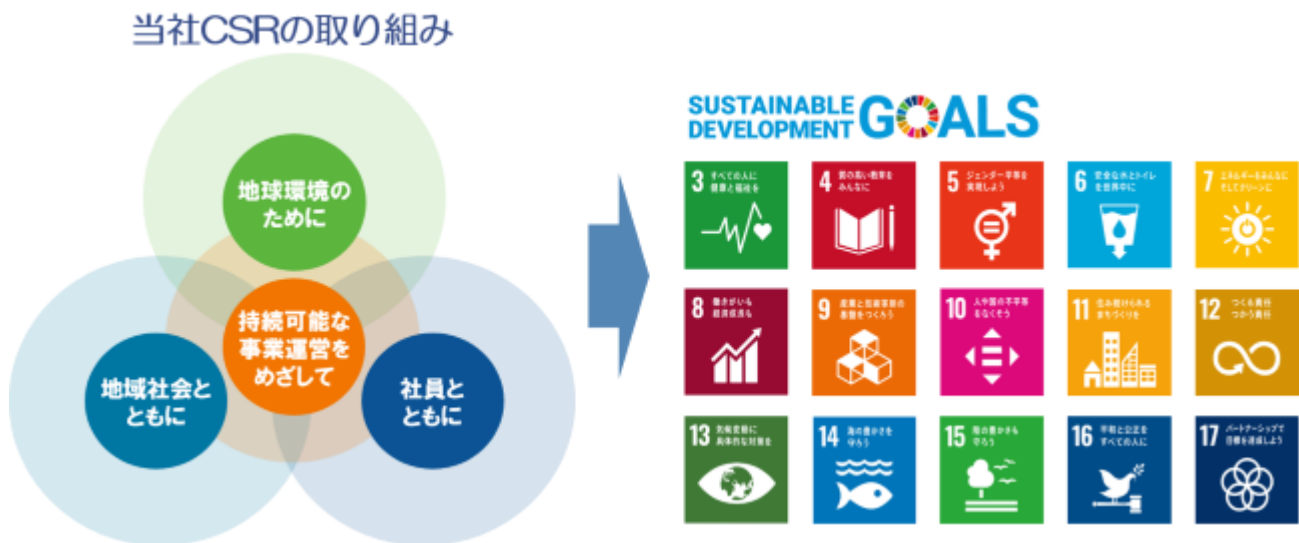 当社CSRの取り組み
地球環境の
ために
持続可能な
事業運営を
めざして
地域社会と
ともに
社員と
ともに
SUSTAINABLE
DEVELOPMENT
GOALS
3 すべての人に
健康と福祉を
4 質の高い教育を
みんなに
5 ジェンダー平等を
実現しよう
6 安全な水とトイレ
を世界中に
7 エネルギーをみんなに
そしてクリーンに
8 働きがいも
経済成長も
9 産業と技術革新の
基盤をつくろう
10 人や国の不平等
をなくそう
11 住み続けられる
まちづくりを
12 つくる責任
つかう責任
13 気候変動に
具体的な対策を
14 海の豊かさを
守ろう
15 陸の豊かさも
守ろう
16 平和と公正を
すべての人に
17 パートナーシップで
目標を達成しよう